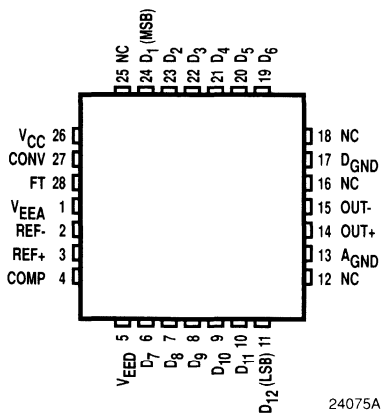 25 NC
24 D1 (MSB)
23 D2
22 D3
21 D4
20 D5
19 D6
VCC 26
CONV 27
FT 28
VEEA 1
REF- 2
REF+ 3
COMP 4
18 NC
17 DGND
16 NC
15 OUT-
14 OUT+
13 AGND
12 NC
5 VEED
6 D7
7 D8
8 D9
9 D10
10 D11
11 D12 (LSB)
24075A